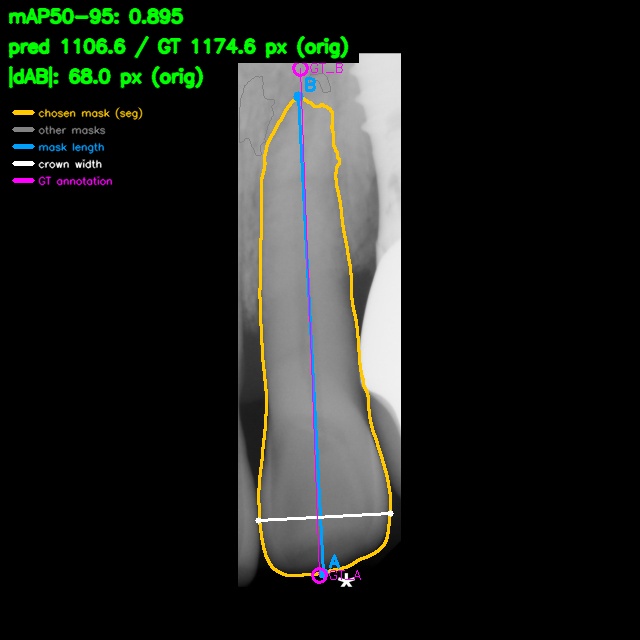 mAP50-95: 0.895
pred 1106.6 / GT 1174.6 px (orig)
|dAB|: 68.0 px (orig)
chosen mask (seg)
other masks
mask length
crown width
GT annotation
GT_B
B
A